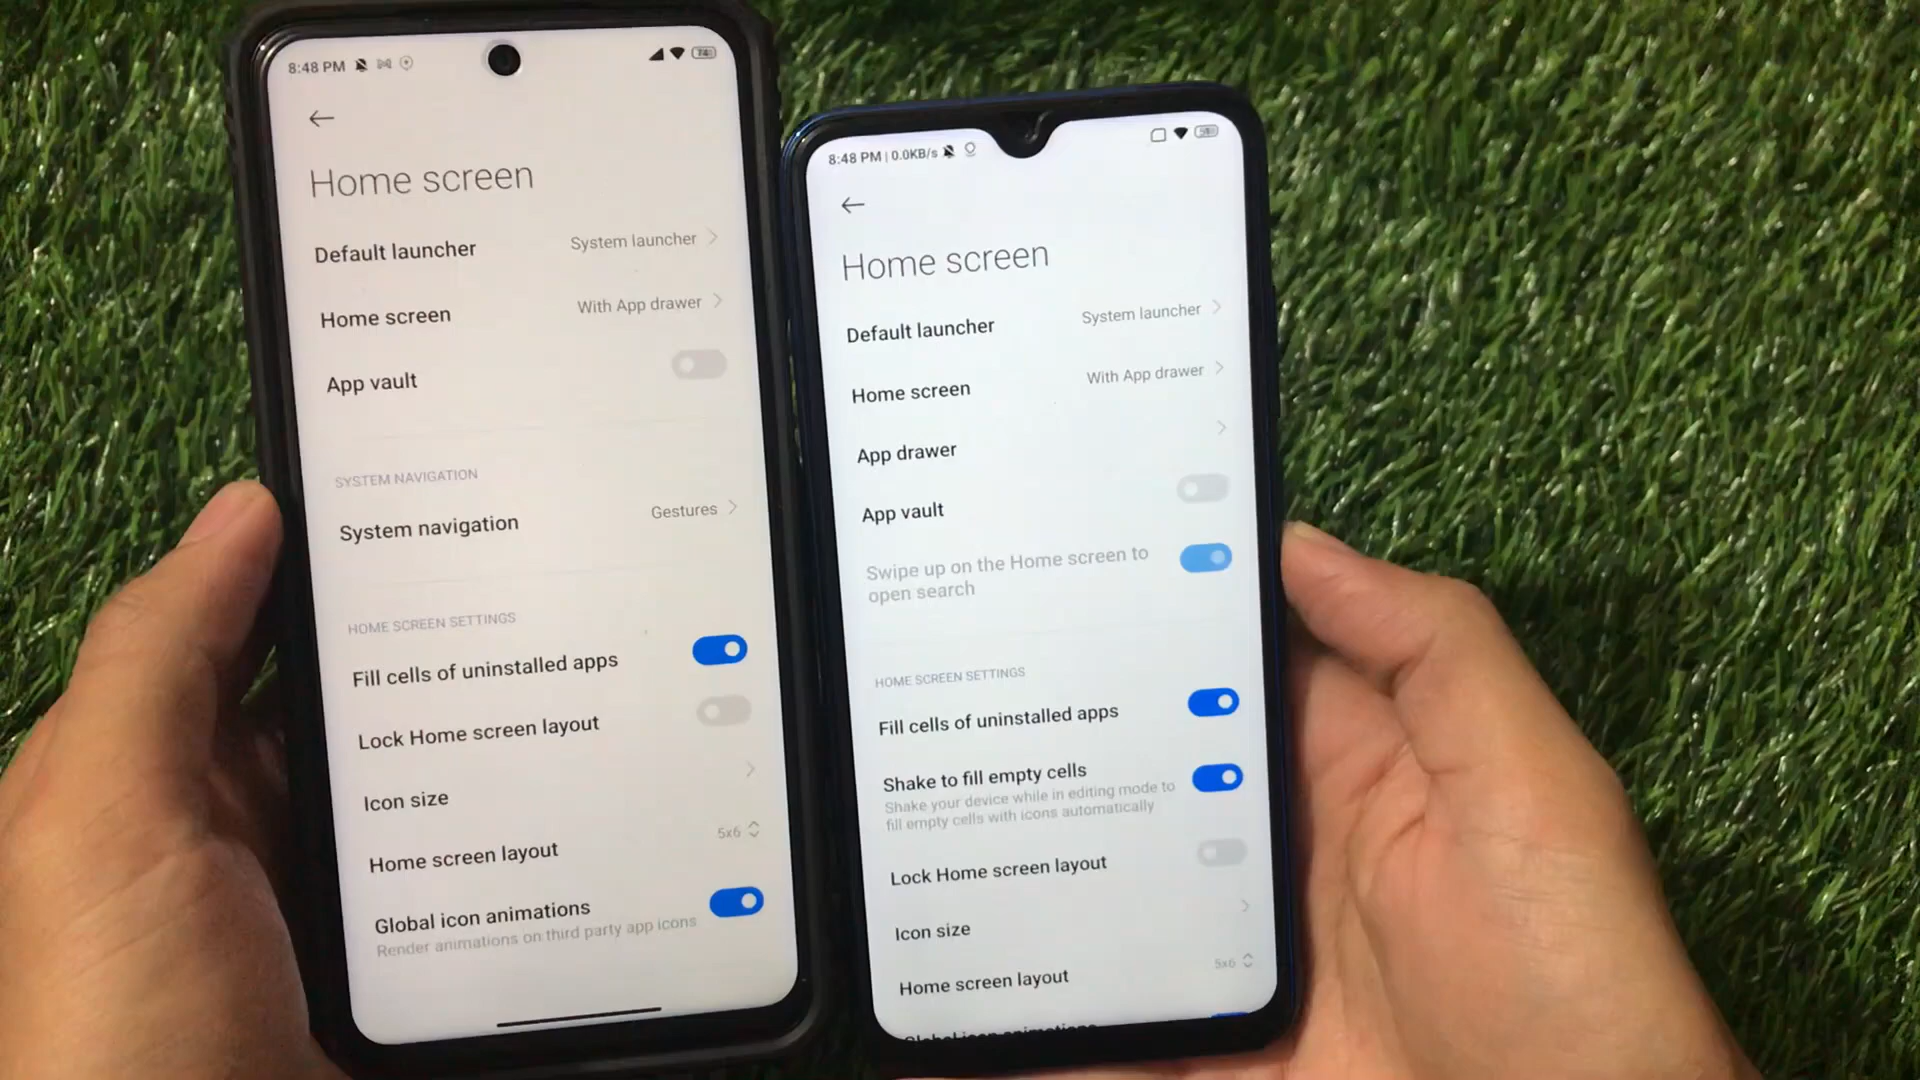 8:48 PM
74
Home screen
Default launcher
System launcher
Home screen
With App drawer
App vault
SYSTEM NAVIGATION
System navigation
Gestures
HOME SCREEN SETTINGS
Fill cells of uninstalled apps
Lock Home screen layout
Icon size
Home screen layout
5x6
Global icon animations
Render animations on third party app icons
8:48 PM | 0.0KB/s
Home screen
Default launcher
System launcher
Home screen
With App drawer
App drawer
App vault
Swipe up on the Home screen to
open search
HOME SCREEN SETTINGS
Fill cells of uninstalled apps
Shake to fill empty cells
Shake your device while in editing mode to
fill empty cells with icons automatically
Lock Home screen layout
Icon size
Home screen layout
5x6
Global icon animations